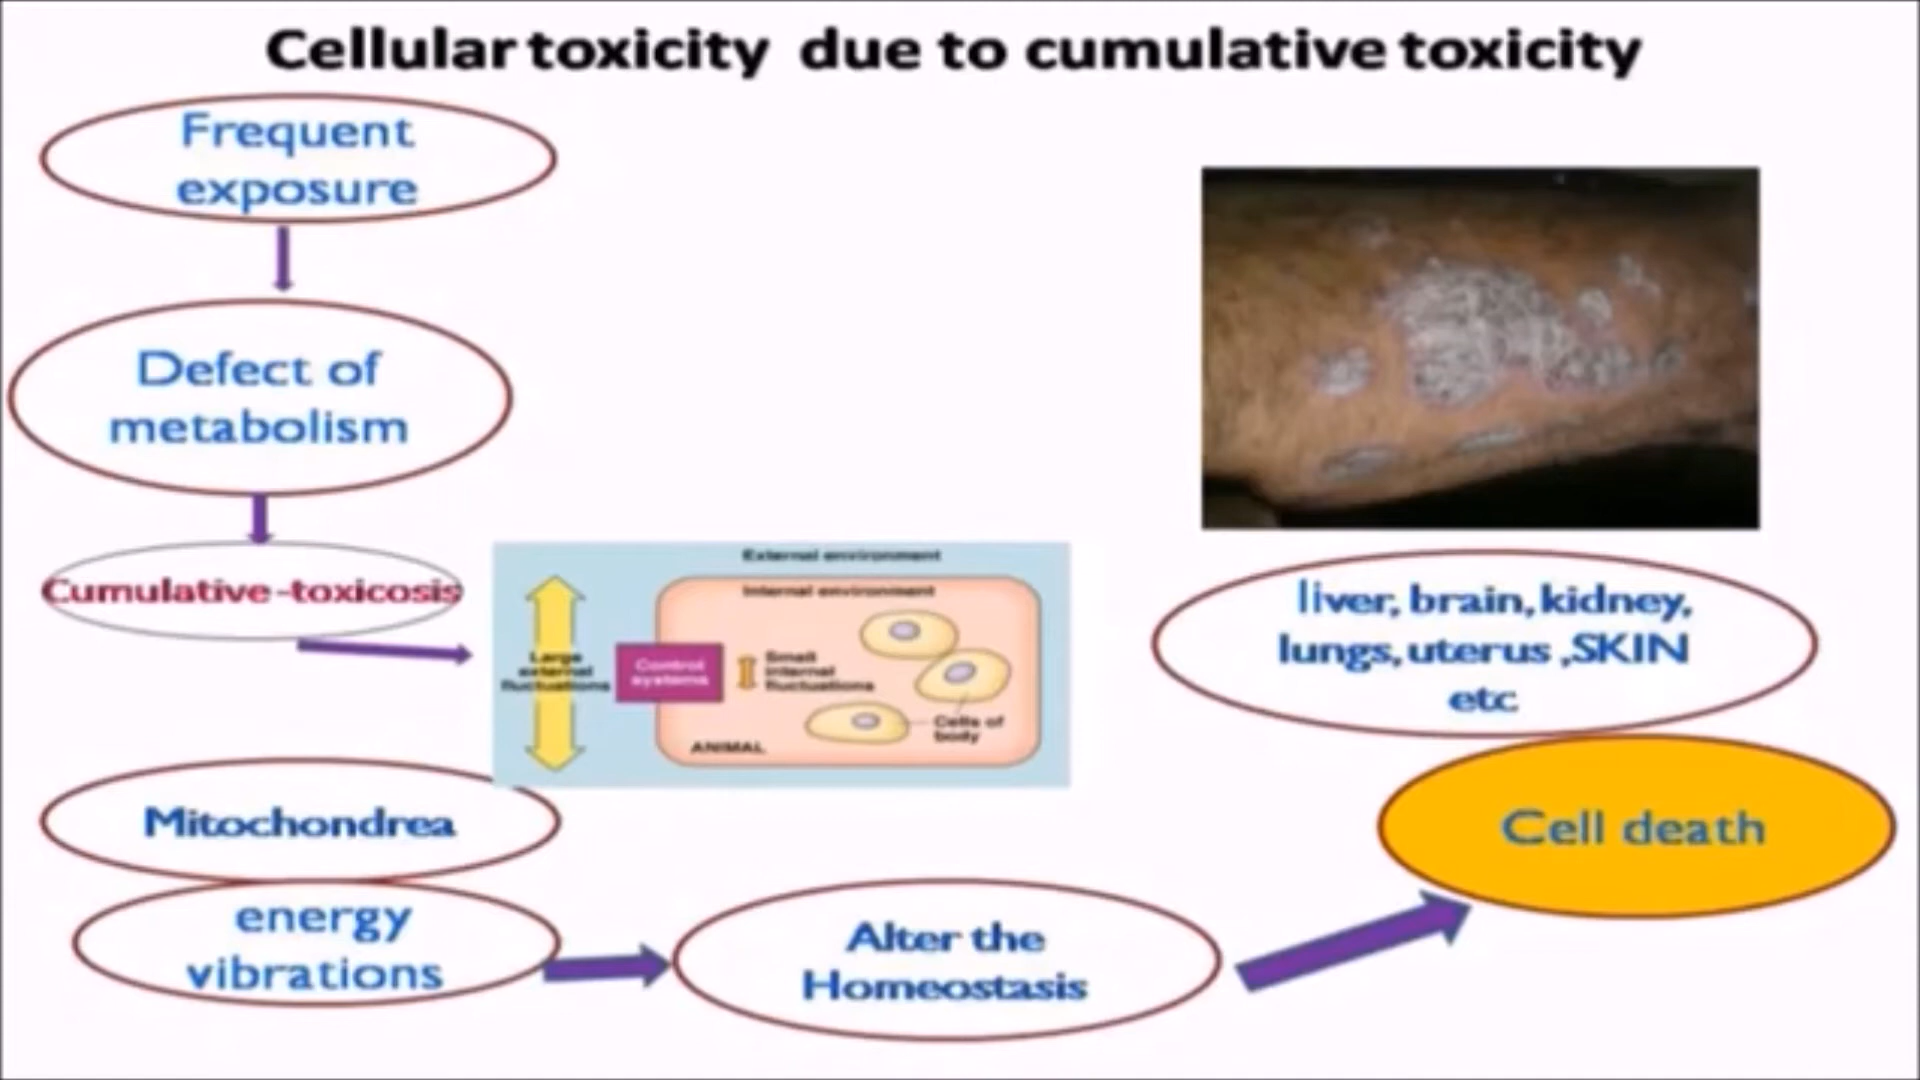 Cellular toxicity due to cumulative toxicity
Frequent
exposure
Defect of
metabolism
Cumulative-toxicosis
External environment
Internal environment
Large
external
fluctuations
Control
systems
Small
internal
fluctuations
Cells of
body
ANIMAL
liver, brain, kidney,
lungs, uterus ,SKIN
etc
Mitochondrea
energy
vibrations
Alter the
Homeostasis
Cell death